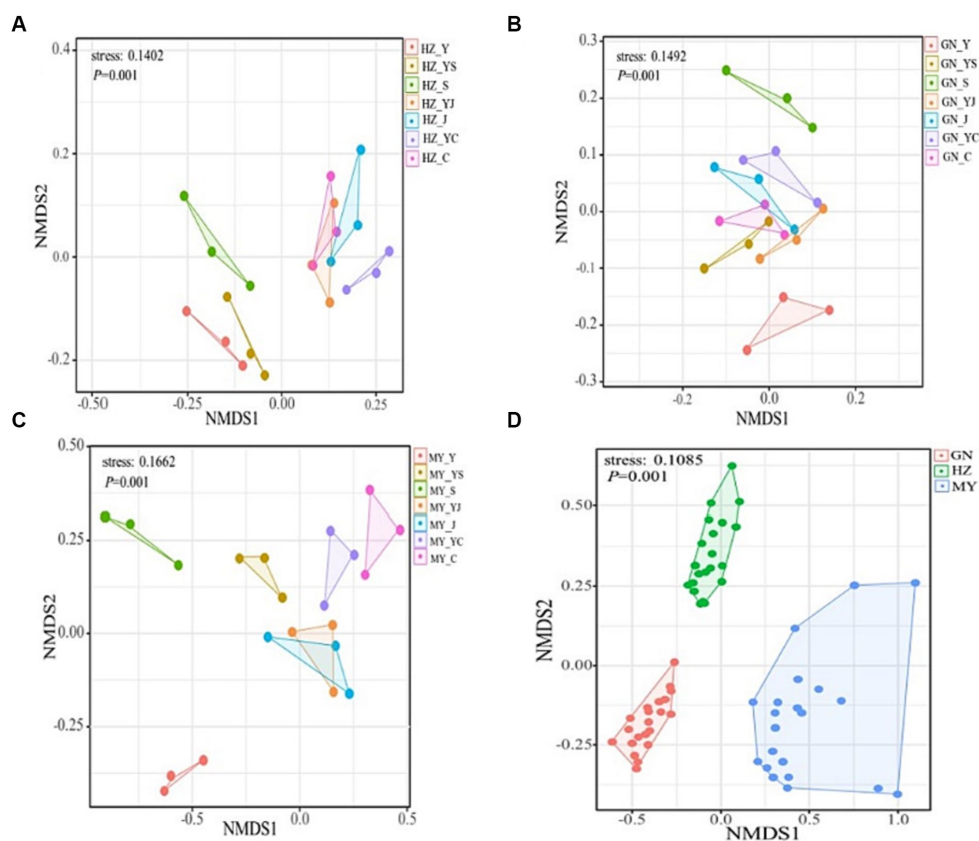 A
stress: 0.1402
P=0.001
0.4
0.2
0.0
-0.2
-0.50
-0.25
0.00
0.25
NMDS1
NMDS2
HZ_Y
HZ_YS
HZ_S
HZ_YJ
HZ_J
HZ_YC
HZ_C
B
stress: 0.1492
P=0.001
0.3
0.2
0.1
0.0
-0.1
-0.2
-0.3
-0.2
0.0
0.2
NMDS1
NMDS2
GN_Y
GN_YS
GN_S
GN_YJ
GN_J
GN_YC
GN_C
C
stress: 0.1662
P=0.001
0.50
0.25
0.00
-0.25
-0.5
0.0
0.5
NMDS1
NMDS2
MY_Y
MY_YS
MY_S
MY_YJ
MY_J
MY_YC
MY_C
D
stress: 0.1085
P=0.001
0.50
0.25
0.00
-0.25
-0.5
0.0
0.5
1.0
NMDS1
NMDS2
GN
HZ
MY